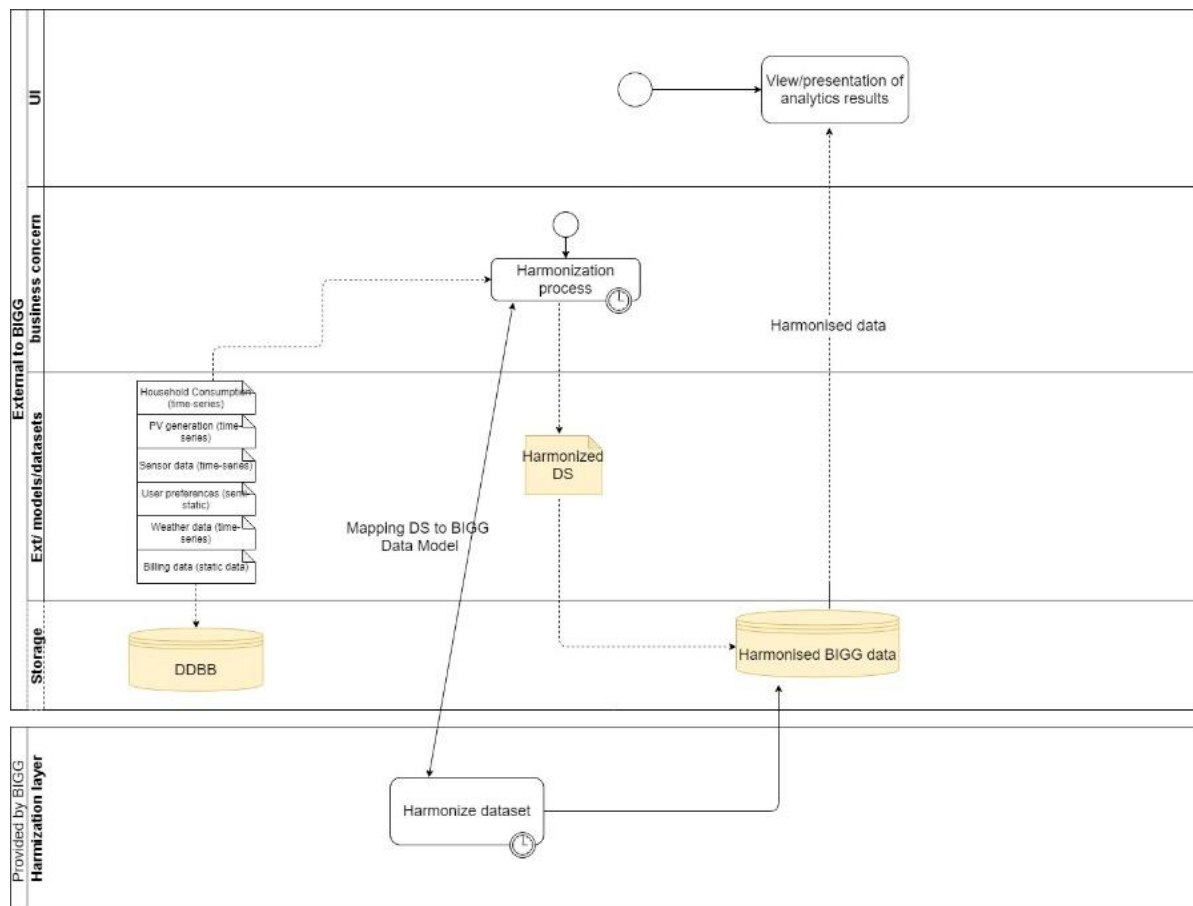 External to BIGG
UI
View/presentation of
analytics results
business concern
Harmonization
process
Harmonised data
Ext/ models/datasets
Household Consumption
(time-series)
PV generation (time-
series)
Sensor data (time-series)
User preferences (semi-
static)
Weather data (time-
series)
Billing data (static data)
Harmonized
DS
Mapping DS to BIGG
Data Model
Storage
DDBB
Harmonised BIGG data
Provided by BIGG
Harmization layer
Harmonize dataset